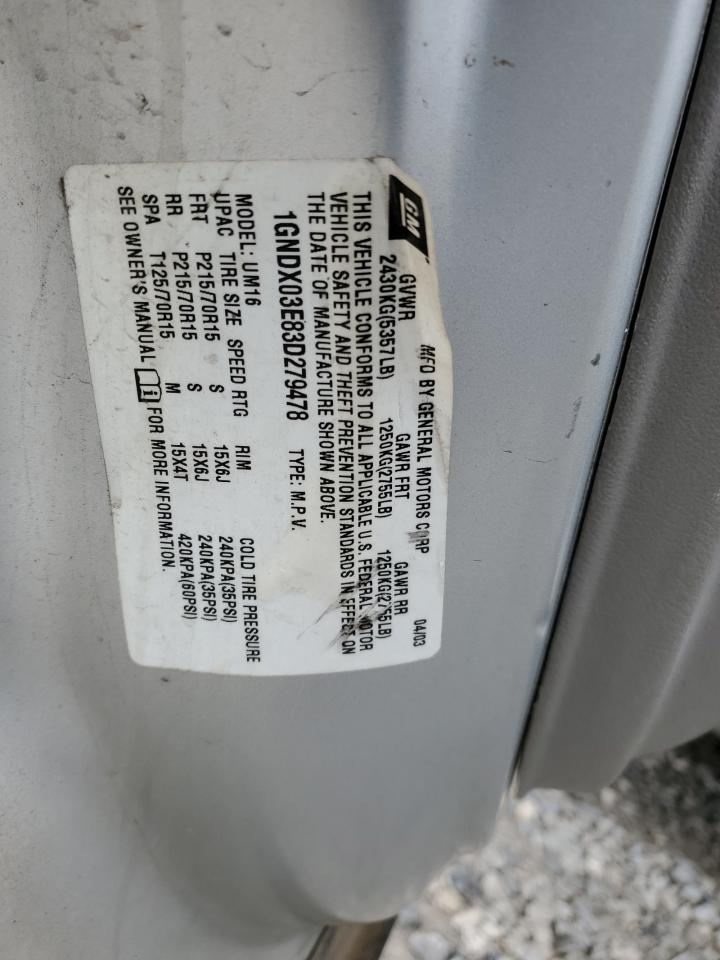 GM MFD BY GENERAL MOTORS CORP 04/03
GVWR GAWR FRT GAWR RR
2430KG(5357LB) 1250KG(2755LB) 1250KG(2755LB)
THIS VEHICLE CONFORMS TO ALL APPLICABLE U.S. FEDERAL MOTOR
VEHICLE SAFETY AND THEFT PREVENTION STANDARDS IN EFFECT ON
THE DATE OF MANUFACTURE SHOWN ABOVE.
1GNDX03E83D279478 TYPE: M.P.V.
MODEL: UM16
UPAC TIRE SIZE SPEED RTG RIM COLD TIRE PRESSURE
FRT P215/70R15 S 15X6J 240KPA(35PSI)
RR P215/70R15 S 15X6J 240KPA(35PSI)
SPA T125/70R15 M 15X4T 420KPA(60PSI)
SEE OWNER'S MANUAL FOR MORE INFORMATION.